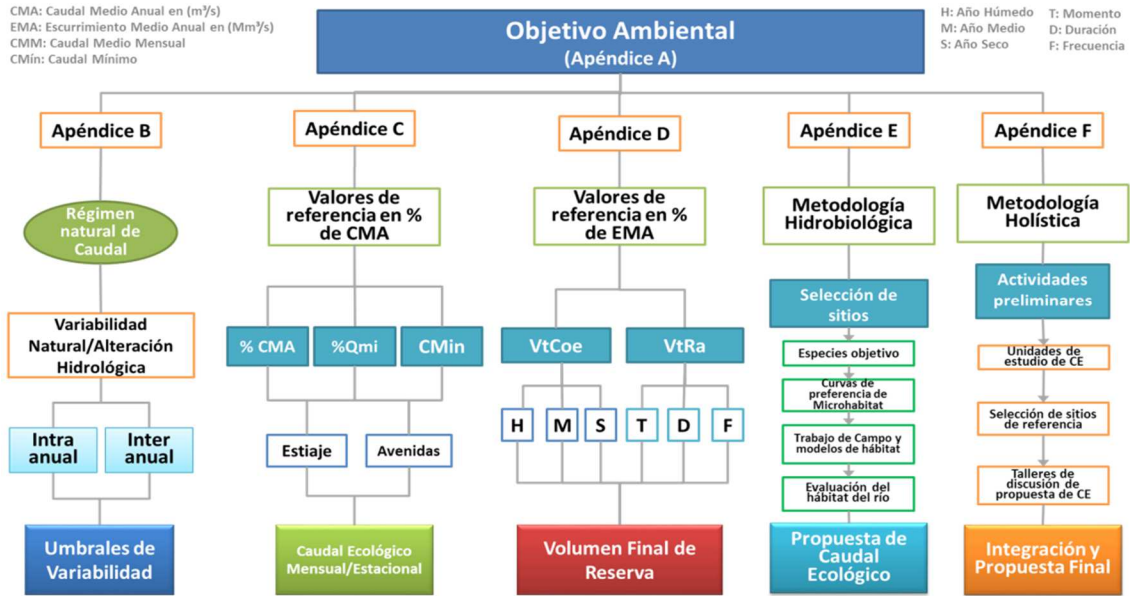 CMA: Caudal Medio Anual en (m³/s)
EMA: Escurrimiento Medio Anual en (Mm³/s)
CMM: Caudal Medio Mensual
CMín: Caudal Mínimo
Objetivo Ambiental
(Apéndice A)
H: Año Húmedo
M: Año Medio
S: Año Seco
T: Momento
D: Duración
F: Frecuencia
Apéndice B
Régimen
natural de
Caudal
Variabilidad
Natural/Alteración
Hidrológica
Intra
anual
Inter
anual
Umbrales de
Variabilidad
Apéndice C
Valores de
referencia en %
de CMA
% CMA
%Qmi
CMin
Estiaje
Avenidas
Caudal Ecológico
Mensual/Estacional
Apéndice D
Valores de
referencia en %
de EMA
VtCoe
VtRa
H
M
S
T
D
F
Volumen Final de
Reserva
Apéndice E
Metodología
Hidrobiológica
Selección de
sitios
Especies objetivo
Curvas de
preferencia de
Microhabitat
Trabajo de Campo y
modelos de hábitat
Evaluación del
hábitat del río
Propuesta de
Caudal
Ecológico
Apéndice F
Metodología
Holística
Actividades
preliminares
Unidades de
estudio de CE
Selección de sitios
de referencia
Talleres de
discusión de
propuesta de CE
Integración y
Propuesta Final